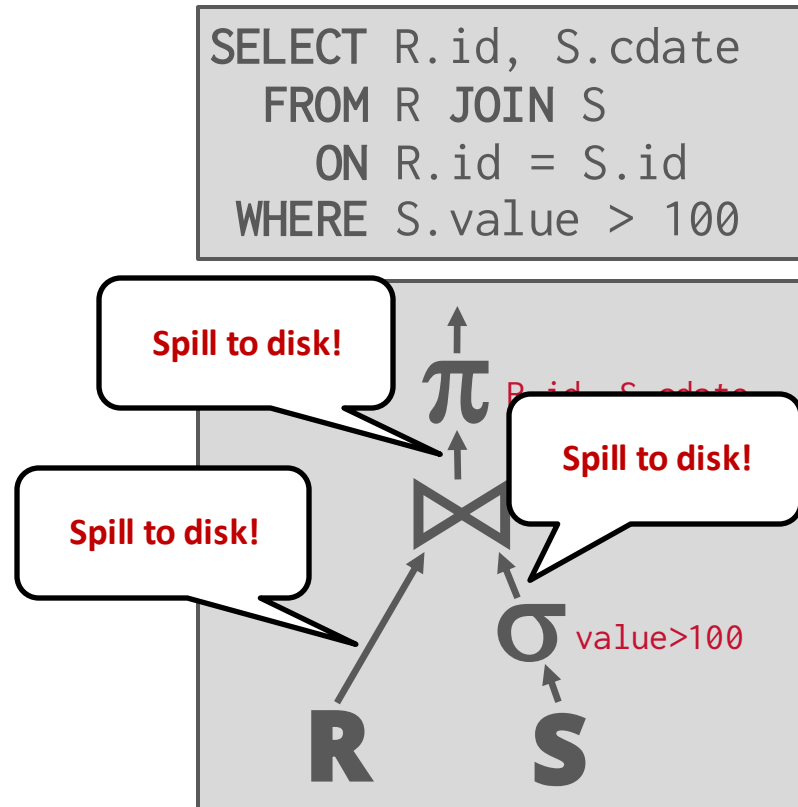 SELECT R.id, S.cdate
FROM R JOIN S
ON R.id = S.id
WHERE S.value > 100
Spill to disk!
π
Spill to disk!
Spill to disk!
σ value>100
R S